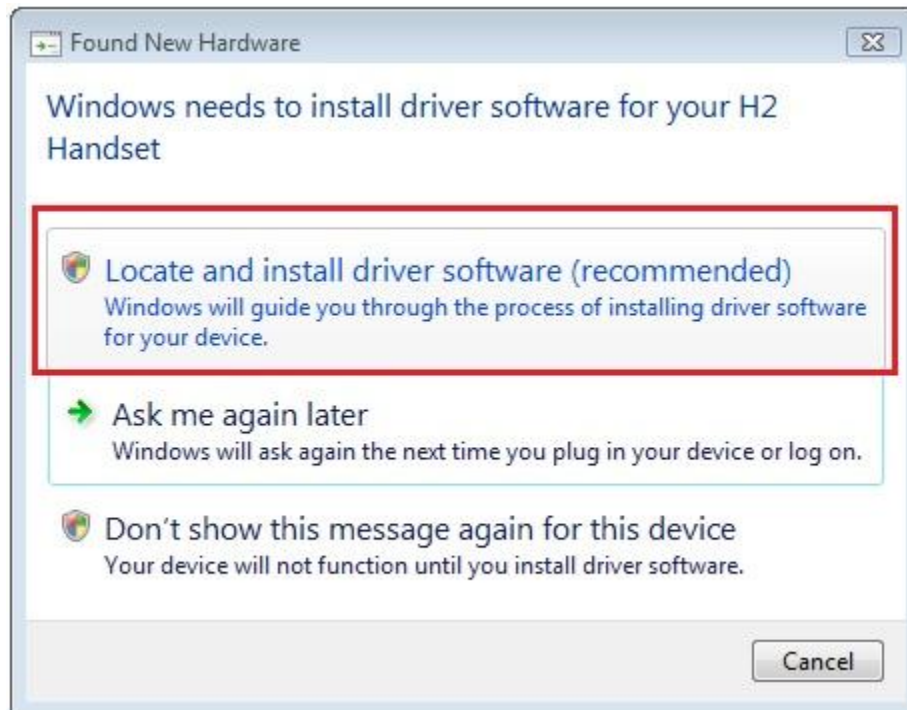 Found New Hardware
Windows needs to install driver software for your H2
Handset
Locate and install driver software (recommended)
Windows will guide you through the process of installing driver software
for your device.
Ask me again later
Windows will ask again the next time you plug in your device or log on.
Don't show this message again for this device
Your device will not function until you install driver software.
Cancel